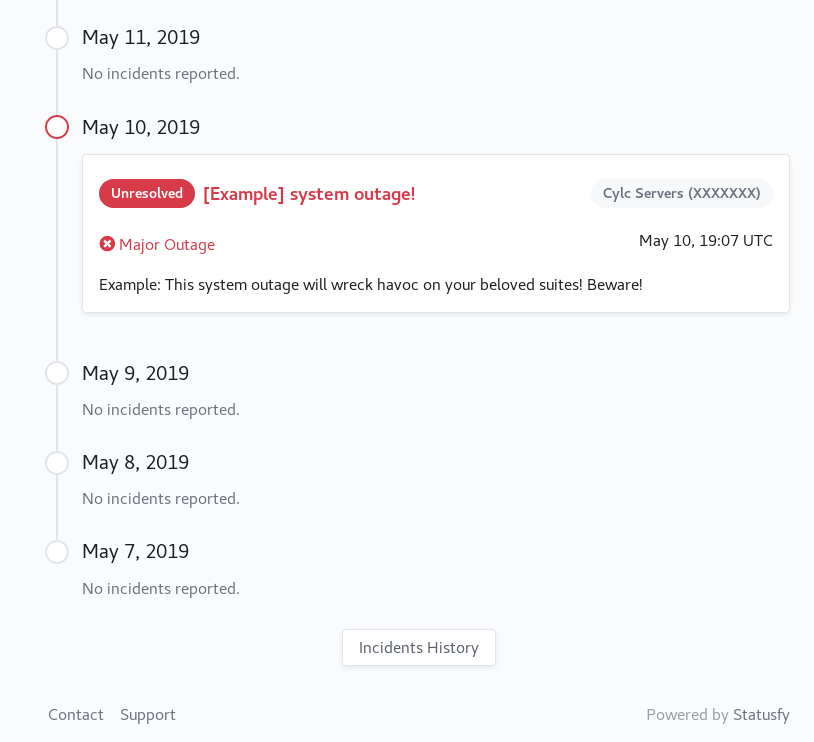 May 11, 2019
No incidents reported.
May 10, 2019
Unresolved [Example] system outage! Cylc Servers (XXXXXXX)
Major Outage May 10, 19:07 UTC
Example: This system outage will wreck havoc on your beloved suites! Beware!
May 9, 2019
No incidents reported.
May 8, 2019
No incidents reported.
May 7, 2019
No incidents reported.
Incidents History
Contact Support Powered by Statusfy